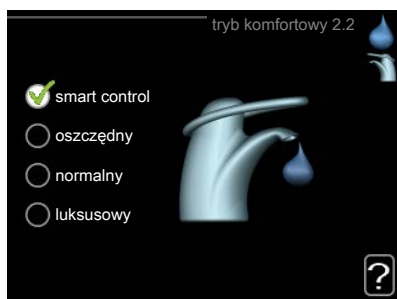 tryb komfortowy 2.2
smart control
oszczędny
normalny
luksusowy
?